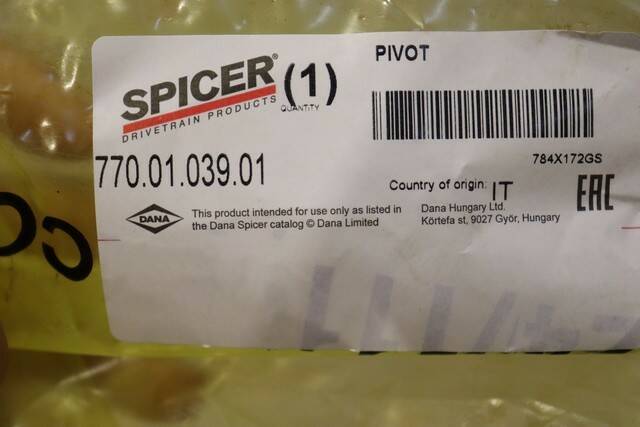 SPICER®
DRIVETRAIN PRODUCTS
(1)
QUANTITY
PIVOT
784X172GS
770.01.039.01
Country of origin: IT
EAC
DANA
This product intended for use only as listed in
the Dana Spicer catalog © Dana Limited
Dana Hungary Ltd.
Körtefa st, 9027 Győr, Hungary